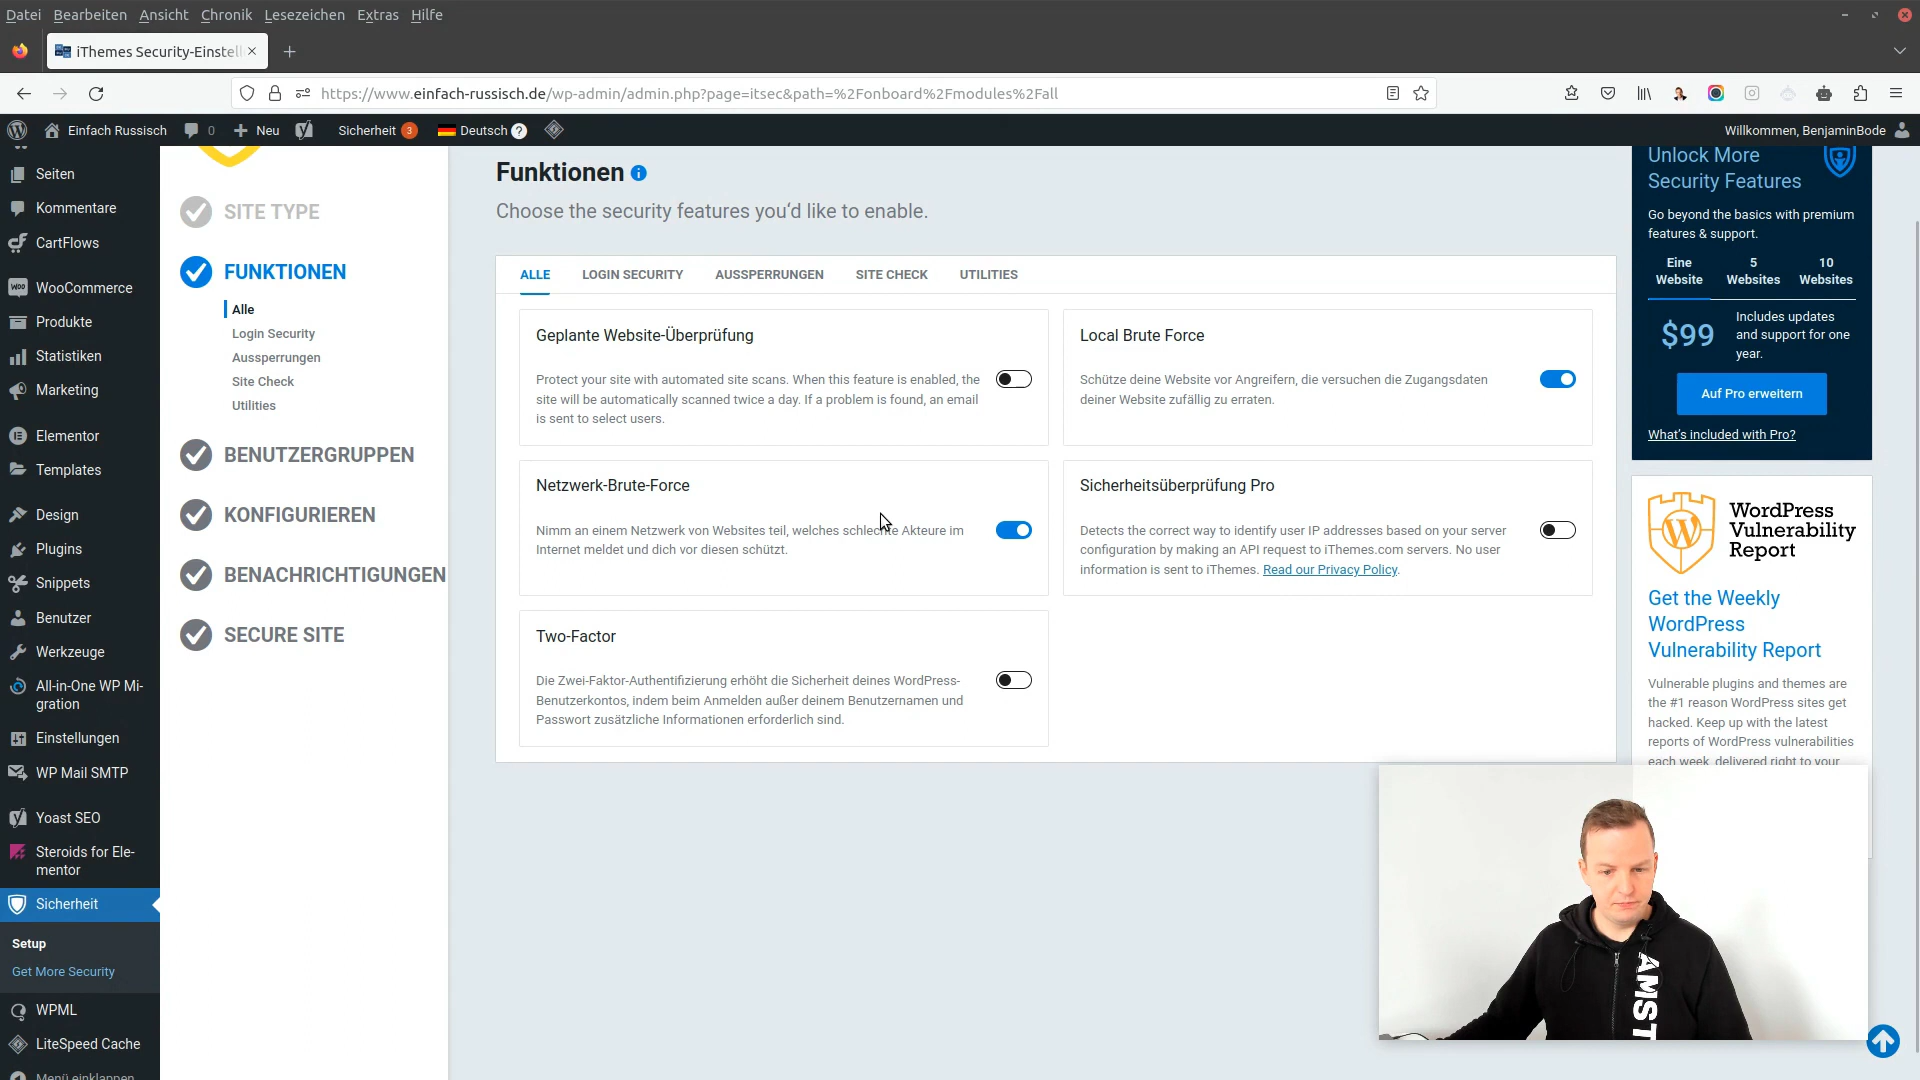 Datei Bearbeiten Ansicht Chronik Lesezeichen Extras Hilfe
iThemes Security-Einstell
https://www.einfach-russisch.de/wp-admin/admin.php?page=itsec&path=%2Fonboard%2Fmodules%2Fall
Einfach Russisch 0 Neu Sicherheit 3 Deutsch ? Willkommen, BenjaminBode
Seiten
Kommentare
CartFlows
WooCommerce
Produkte
Statistiken
Marketing
Elementor
Templates
Design
Plugins
Snippets
Benutzer
Werkzeuge
All-in-One WP Mi-
gration
Einstellungen
WP Mail SMTP
Yoast SEO
Steroids for Ele-
mentor
Sicherheit
Setup
Get More Security
WPML
LiteSpeed Cache
Menü einklappen
SITE TYPE
FUNKTIONEN
Alle
Login Security
Aussperrungen
Site Check
Utilities
BENUTZERGRUPPEN
KONFIGURIEREN
BENACHRICHTIGUNGEN
SECURE SITE
Funktionen i
Choose the security features you'd like to enable.
ALLE LOGIN SECURITY AUSSPERRUNGEN SITE CHECK UTILITIES
Geplante Website-Überprüfung
Protect your site with automated site scans. When this feature is enabled, the
site will be automatically scanned twice a day. If a problem is found, an email
is sent to select users.
Local Brute Force
Schütze deine Website vor Angreifern, die versuchen die Zugangsdaten
deiner Website zufällig zu erraten.
Netzwerk-Brute-Force
Nimm an einem Netzwerk von Websites teil, welches schlechte Akteure im
Internet meldet und dich vor diesen schützt.
Sicherheitsüberprüfung Pro
Detects the correct way to identify user IP addresses based on your server
configuration by making an API request to iThemes.com servers. No user
information is sent to iThemes. Read our Privacy Policy.
Two-Factor
Die Zwei-Faktor-Authentifizierung erhöht die Sicherheit deines WordPress-
Benutzerkontos, indem beim Anmelden außer deinem Benutzernamen und
Passwort zusätzliche Informationen erforderlich sind.
Unlock More
Security Features
Go beyond the basics with premium
features & support.
Eine 5 10
Website Websites Websites
$99
Includes updates
and support for one
year.
Auf Pro erweitern
What's included with Pro?
WordPress
Vulnerability
Report
Get the Weekly
WordPress
Vulnerability Report
Vulnerable plugins and themes are
the #1 reason WordPress sites get
hacked. Keep up with the latest
reports of WordPress vulnerabilities
each week, delivered right to your
AMST